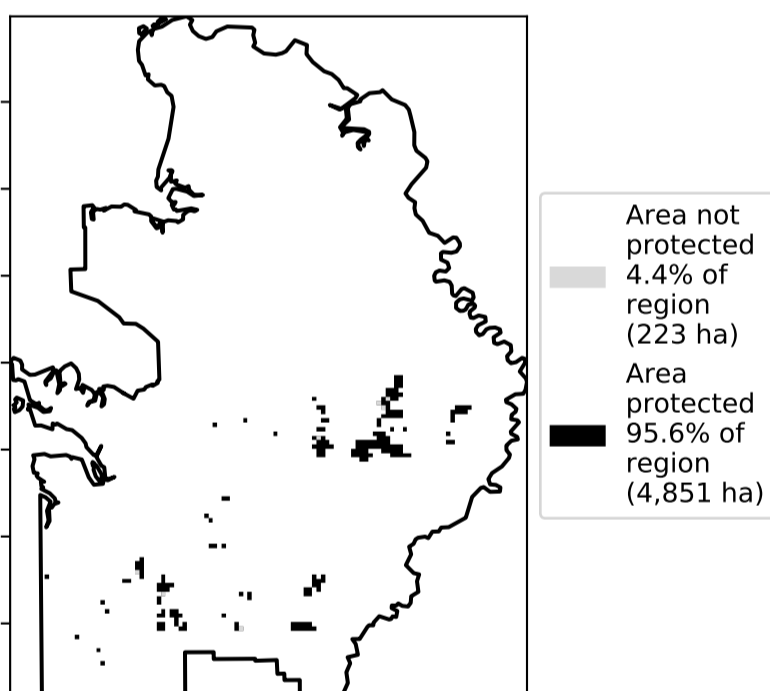 Area not
protected
4.4% of
region
(223 ha)
Area
protected
95.6% of
region
(4,851 ha)